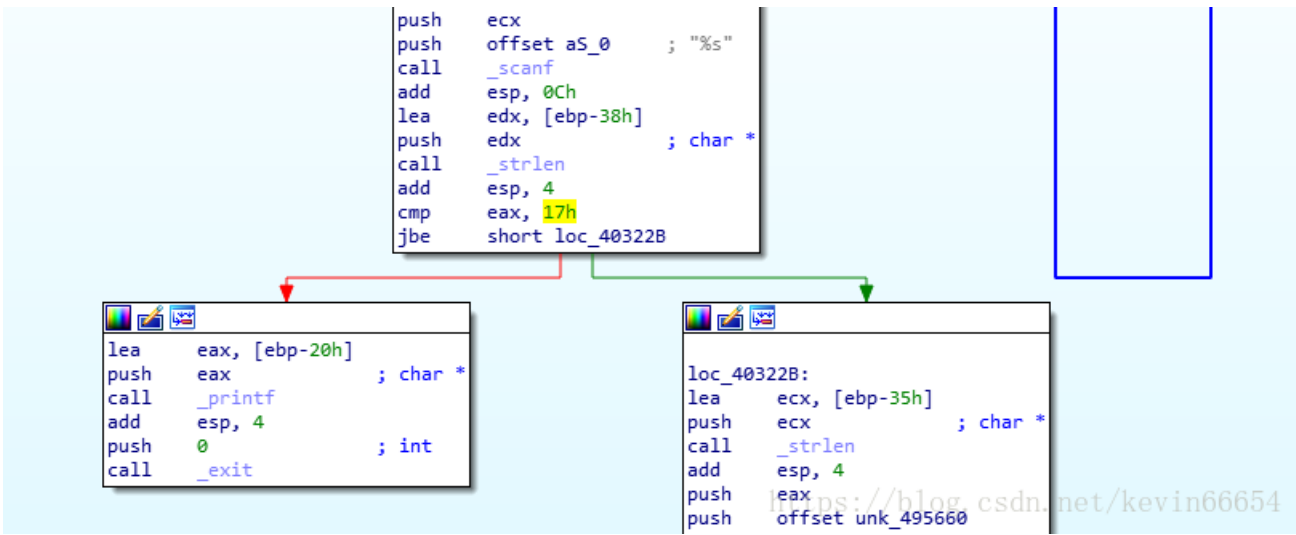 push ecx
push offset aS_0 ; "%s"
call _scanf
add esp, 0Ch
lea edx, [ebp-38h]
push edx ; char *
call _strlen
add esp, 4
cmp eax, 17h
jbe short loc_40322B
lea eax, [ebp-20h]
push eax ; char *
call _printf
add esp, 4
push 0 ; int
call _exit
loc_40322B:
lea ecx, [ebp-35h]
push ecx ; char *
call _strlen
add esp, 4
push eax
push offset unk_495660
https://blog.csdn.net/kevin66654